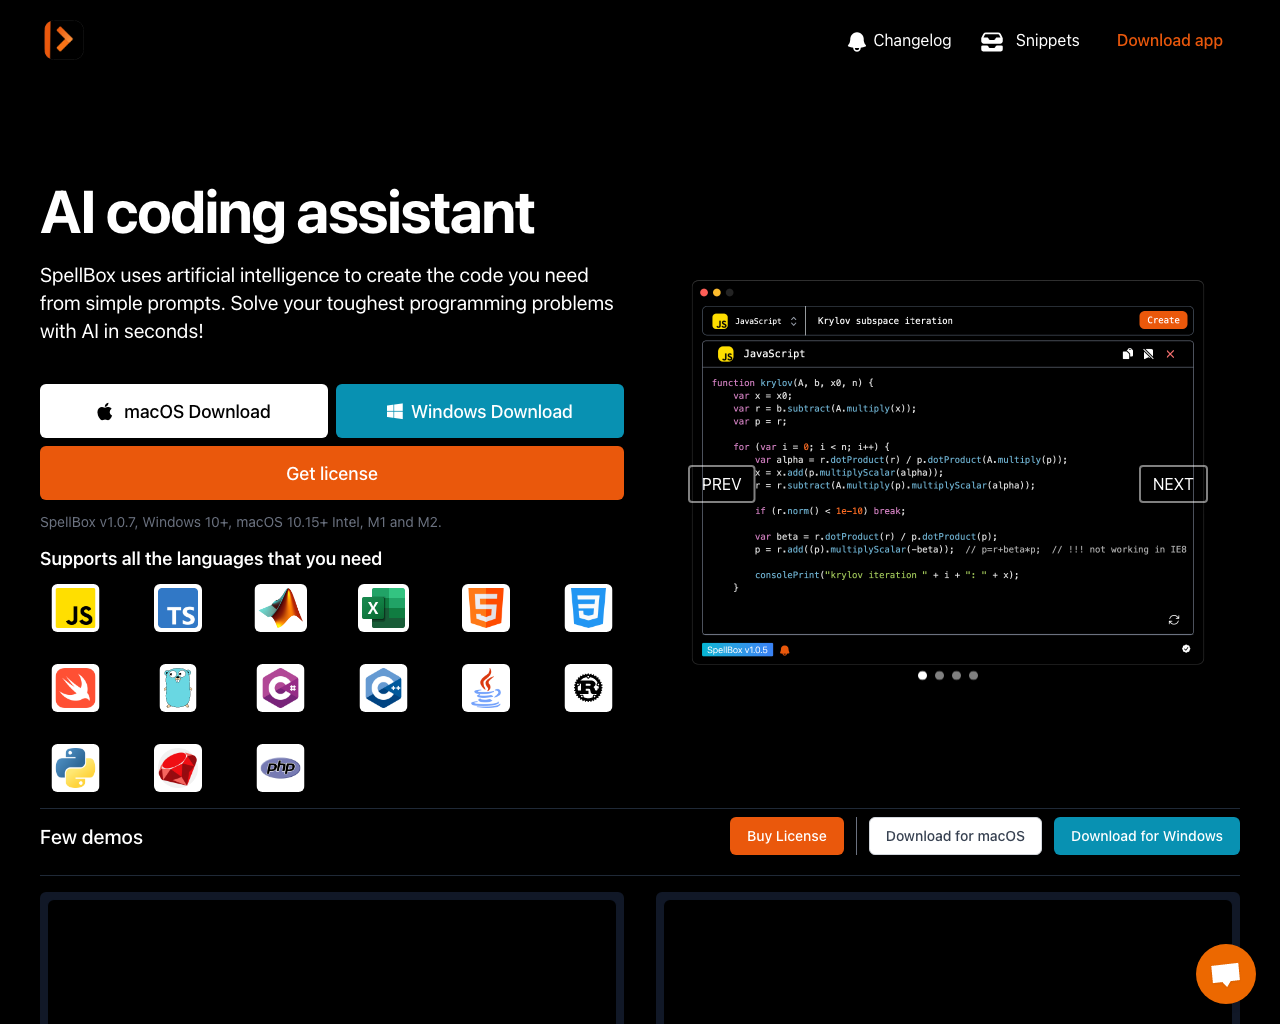 Changelog
Snippets
Download app
AI coding assistant
SpellBox uses artificial intelligence to create the code you need
from simple prompts. Solve your toughest programming problems
with AI in seconds!
macOS Download
Windows Download
Get license
SpellBox v1.0.7, Windows 10+, macOS 10.15+ Intel, M1 and M2.
Supports all the languages that you need
JS
TS
X
5
3
C#
C++
R
php
JS JavaScript
Krylov subspace iteration
Create
JS JavaScript
function krylov(A, b, x0, n) {
var x = x0;
var r = b.subtract(A.multiply(x));
var p = r;
for (var i = 0; i < n; i++) {
var alpha = r.dotProduct(r) / p.dotProduct(A.multiply(p));
x = x.add(p.multiplyScalar(alpha));
r = r.subtract(A.multiply(p).multiplyScalar(alpha));
if (r.norm() < 1e-10) break;
var beta = r.dotProduct(r) / p.dotProduct(p);
p = r.add((p).multiplyScalar(-beta)); // p=r+beta*p; // !!! not working in IE8
consolePrint("krylov iteration " + i + ": " + x);
}
PREV
NEXT
SpellBox v1.0.5
Few demos
Buy License
Download for macOS
Download for Windows